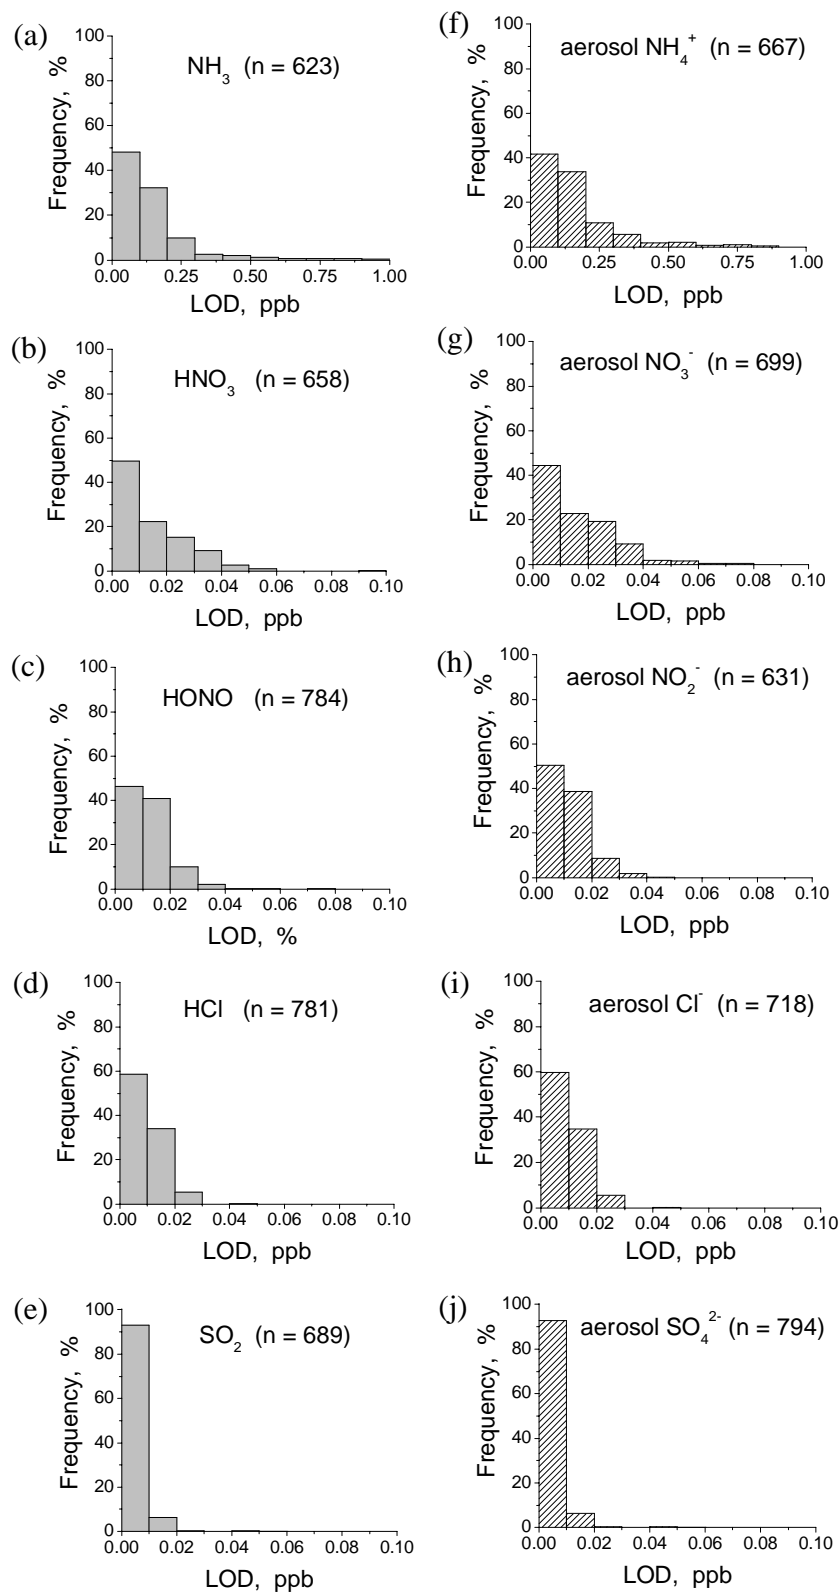 (a)
NH3 (n = 623)
Frequency, %
100
80
60
40
20
0
0.00 0.25 0.50 0.75 1.00
LOD, ppb
(f)
aerosol NH4+ (n = 667)
Frequency, %
100
80
60
40
20
0
0.00 0.25 0.50 0.75 1.00
LOD, ppb
(b)
HNO3 (n = 658)
Frequency, %
100
80
60
40
20
0
0.00 0.02 0.04 0.06 0.08 0.10
LOD, ppb
(g)
aerosol NO3- (n = 699)
Frequency, %
100
80
60
40
20
0
0.00 0.02 0.04 0.06 0.08 0.10
LOD, ppb
(c)
HONO (n = 784)
Frequency, %
100
80
60
40
20
0
0.00 0.02 0.04 0.06 0.08 0.10
LOD, %
(h)
aerosol NO2- (n = 631)
Frequency, %
100
80
60
40
20
0
0.00 0.02 0.04 0.06 0.08 0.10
LOD, ppb
(d)
HCl (n = 781)
Frequency, %
100
80
60
40
20
0
0.00 0.02 0.04 0.06 0.08 0.10
LOD, ppb
(i)
aerosol Cl- (n = 718)
Frequency, %
100
80
60
40
20
0
0.00 0.02 0.04 0.06 0.08 0.10
LOD, ppb
(e)
SO2 (n = 689)
Frequency, %
100
80
60
40
20
0
0.00 0.02 0.04 0.06 0.08 0.10
LOD, ppb
(j)
aerosol SO4 2- (n = 794)
Frequency, %
100
80
60
40
20
0
0.00 0.02 0.04 0.06 0.08 0.10
LOD, ppb